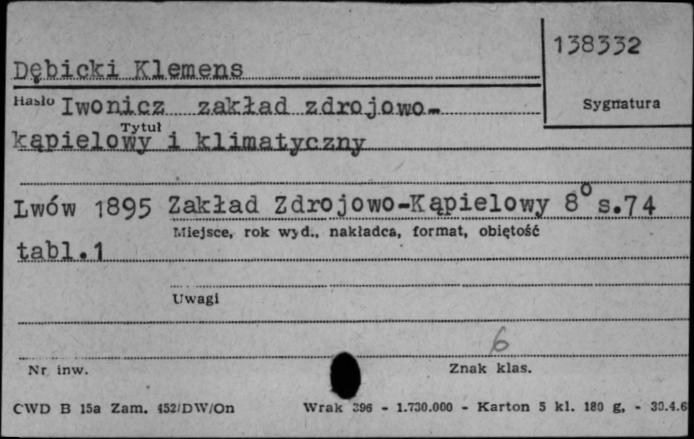 138332
Dębicki Klemens
Hasło Iwonicz zakład zdrojowo- Sygnatura
Tytuł
kąpielowy i klimatyczny
Lwów 1895 Zakład Zdrojowo-Kąpielowy 8° s.74
Miejsce, rok wyd., nakładca, format, objętość
tabl.1
Uwagi
6
Nr inw. Znak klas.
CWD B 15a Zam. 452/DW/On Wrak 396 - 1.730.000 - Karton 5 kl. 180 g, - 30.4.6